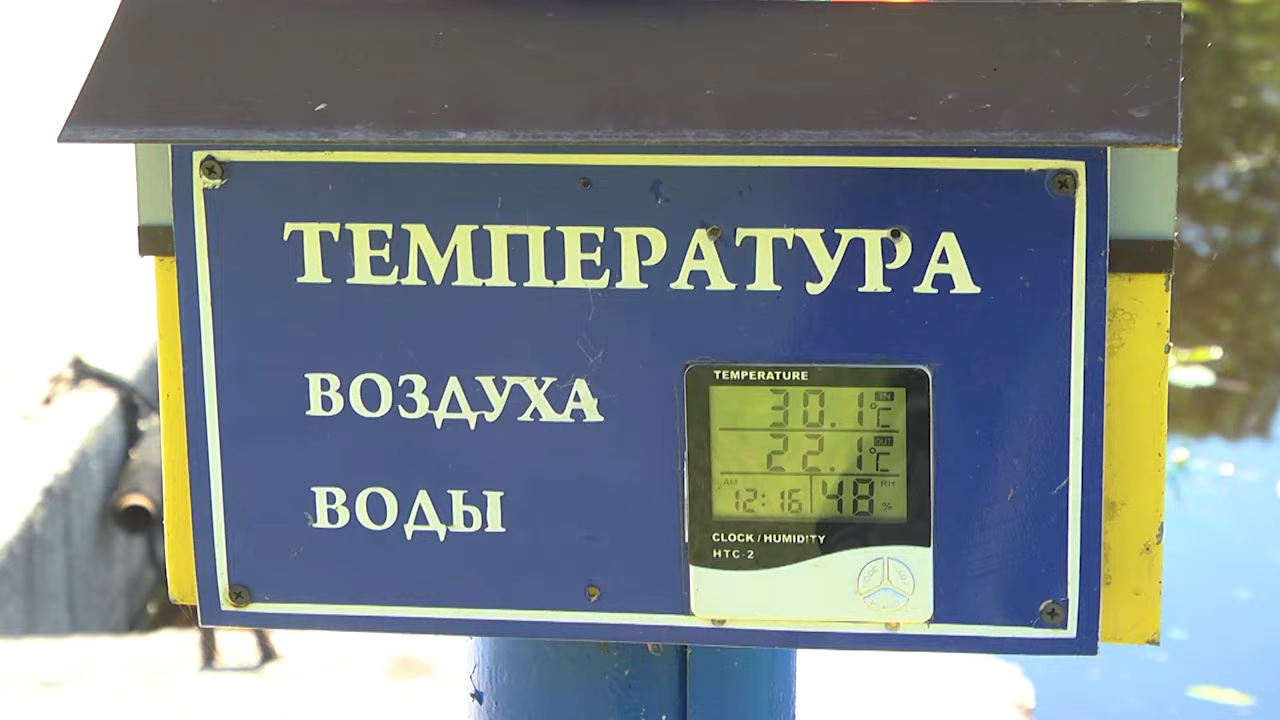 ТЕМПЕРАТУРА
ВОЗДУХА
ВОДЫ
TEMPERATURE
30.1°C IN
22.1°C OUT
AM 12:16 48 RH %
CLOCK / HUMIDITY
HTC-2